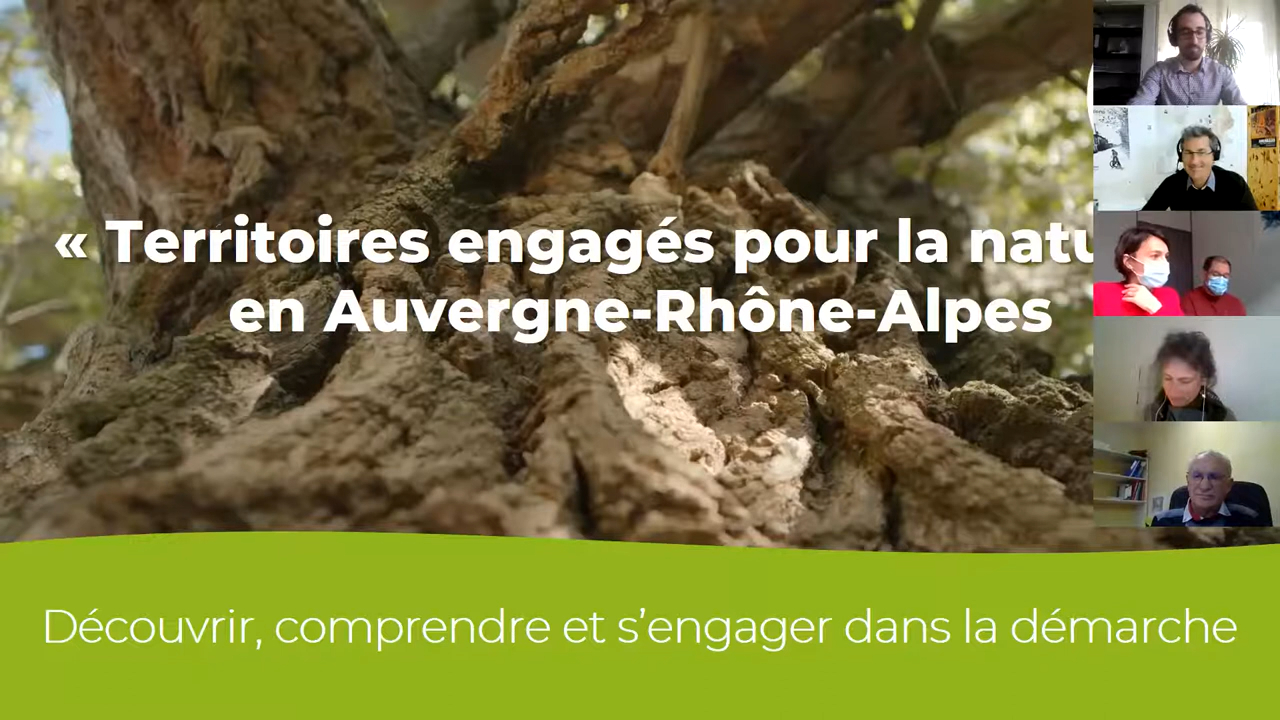 « Territoires engagés pour la natu
en Auvergne-Rhône-Alpes
Découvrir, comprendre et s’engager dans la démarche